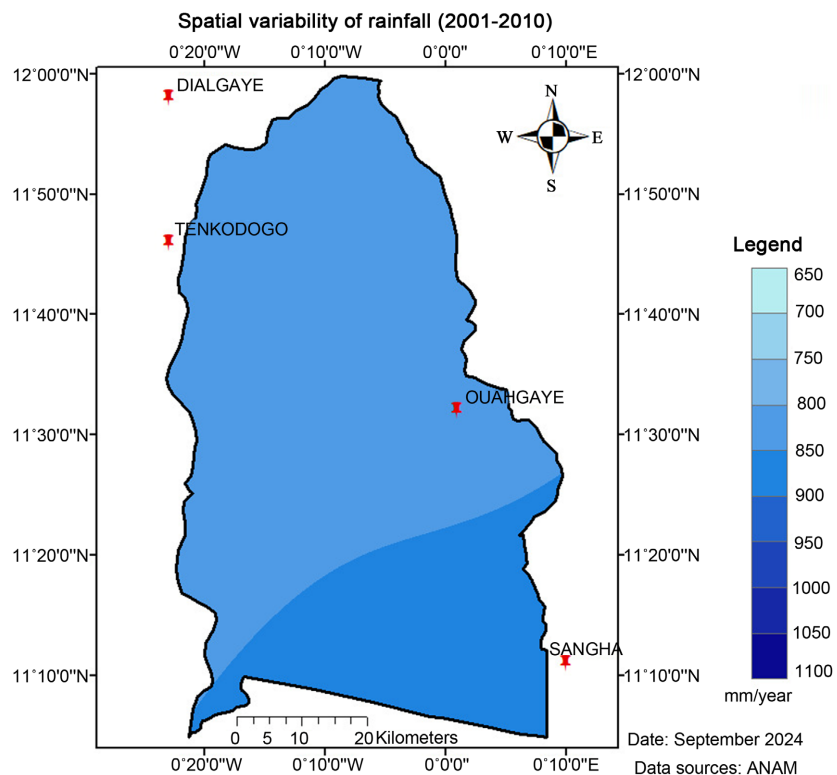 Spatial variability of rainfall (2001-2010)
0˚20'0"W 0˚10'0"W 0˚0'0" 0˚10'0"E
12˚00'0"N 12˚00'0"N
DIALGAYE
N
W E
S
11˚50'0"N 11˚50'0"N
TENKODOGO
Legend
650
11˚40'0"N 11˚40'0"N
700
750
OUAHGAYE
800
11˚30'0"N 11˚30'0"N
850
900
11˚20'0"N 11˚20'0"N
950
1000
1050
SANGHA
11˚10'0"N 11˚10'0"N
1100
mm/year
0 5 10 20 Kilometers
Date: September 2024
0˚20'0"W 0˚10'0"W 0˚0'0" 0˚10'0"E
Data sources: ANAM